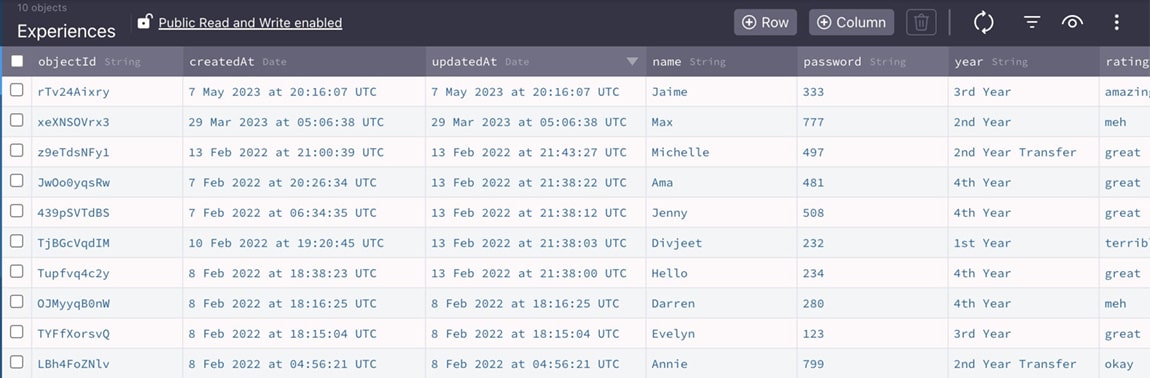 10 objects
Experiences Public Read and Write enabled Row Column
objectId String createdAt Date updatedAt Date name String password String year String rating
rTv24Aixry 7 May 2023 at 20:16:07 UTC 7 May 2023 at 20:16:07 UTC Jaime 333 3rd Year amazin
xeXNSOVrx3 29 Mar 2023 at 05:06:38 UTC 29 Mar 2023 at 05:06:38 UTC Max 777 2nd Year meh
z9eTdsNFy1 13 Feb 2022 at 21:00:39 UTC 13 Feb 2022 at 21:43:27 UTC Michelle 497 2nd Year Transfer great
JwOo0yqsRw 7 Feb 2022 at 20:26:34 UTC 13 Feb 2022 at 21:38:22 UTC Ama 481 4th Year great
439pSVTdBS 7 Feb 2022 at 06:34:35 UTC 13 Feb 2022 at 21:38:12 UTC Jenny 508 4th Year great
TjBGcVqdIM 10 Feb 2022 at 19:20:45 UTC 13 Feb 2022 at 21:38:03 UTC Divjeet 232 1st Year terrib
Tupfvq4c2y 8 Feb 2022 at 18:38:23 UTC 13 Feb 2022 at 21:38:00 UTC Hello 234 4th Year great
OJMyyqB0nW 8 Feb 2022 at 18:16:25 UTC 8 Feb 2022 at 18:16:25 UTC Darren 280 4th Year meh
TYFfXorsvQ 8 Feb 2022 at 18:15:04 UTC 8 Feb 2022 at 18:15:04 UTC Evelyn 123 3rd Year great
LBh4FoZNlv 8 Feb 2022 at 04:56:21 UTC 8 Feb 2022 at 04:56:21 UTC Annie 799 2nd Year Transfer okay